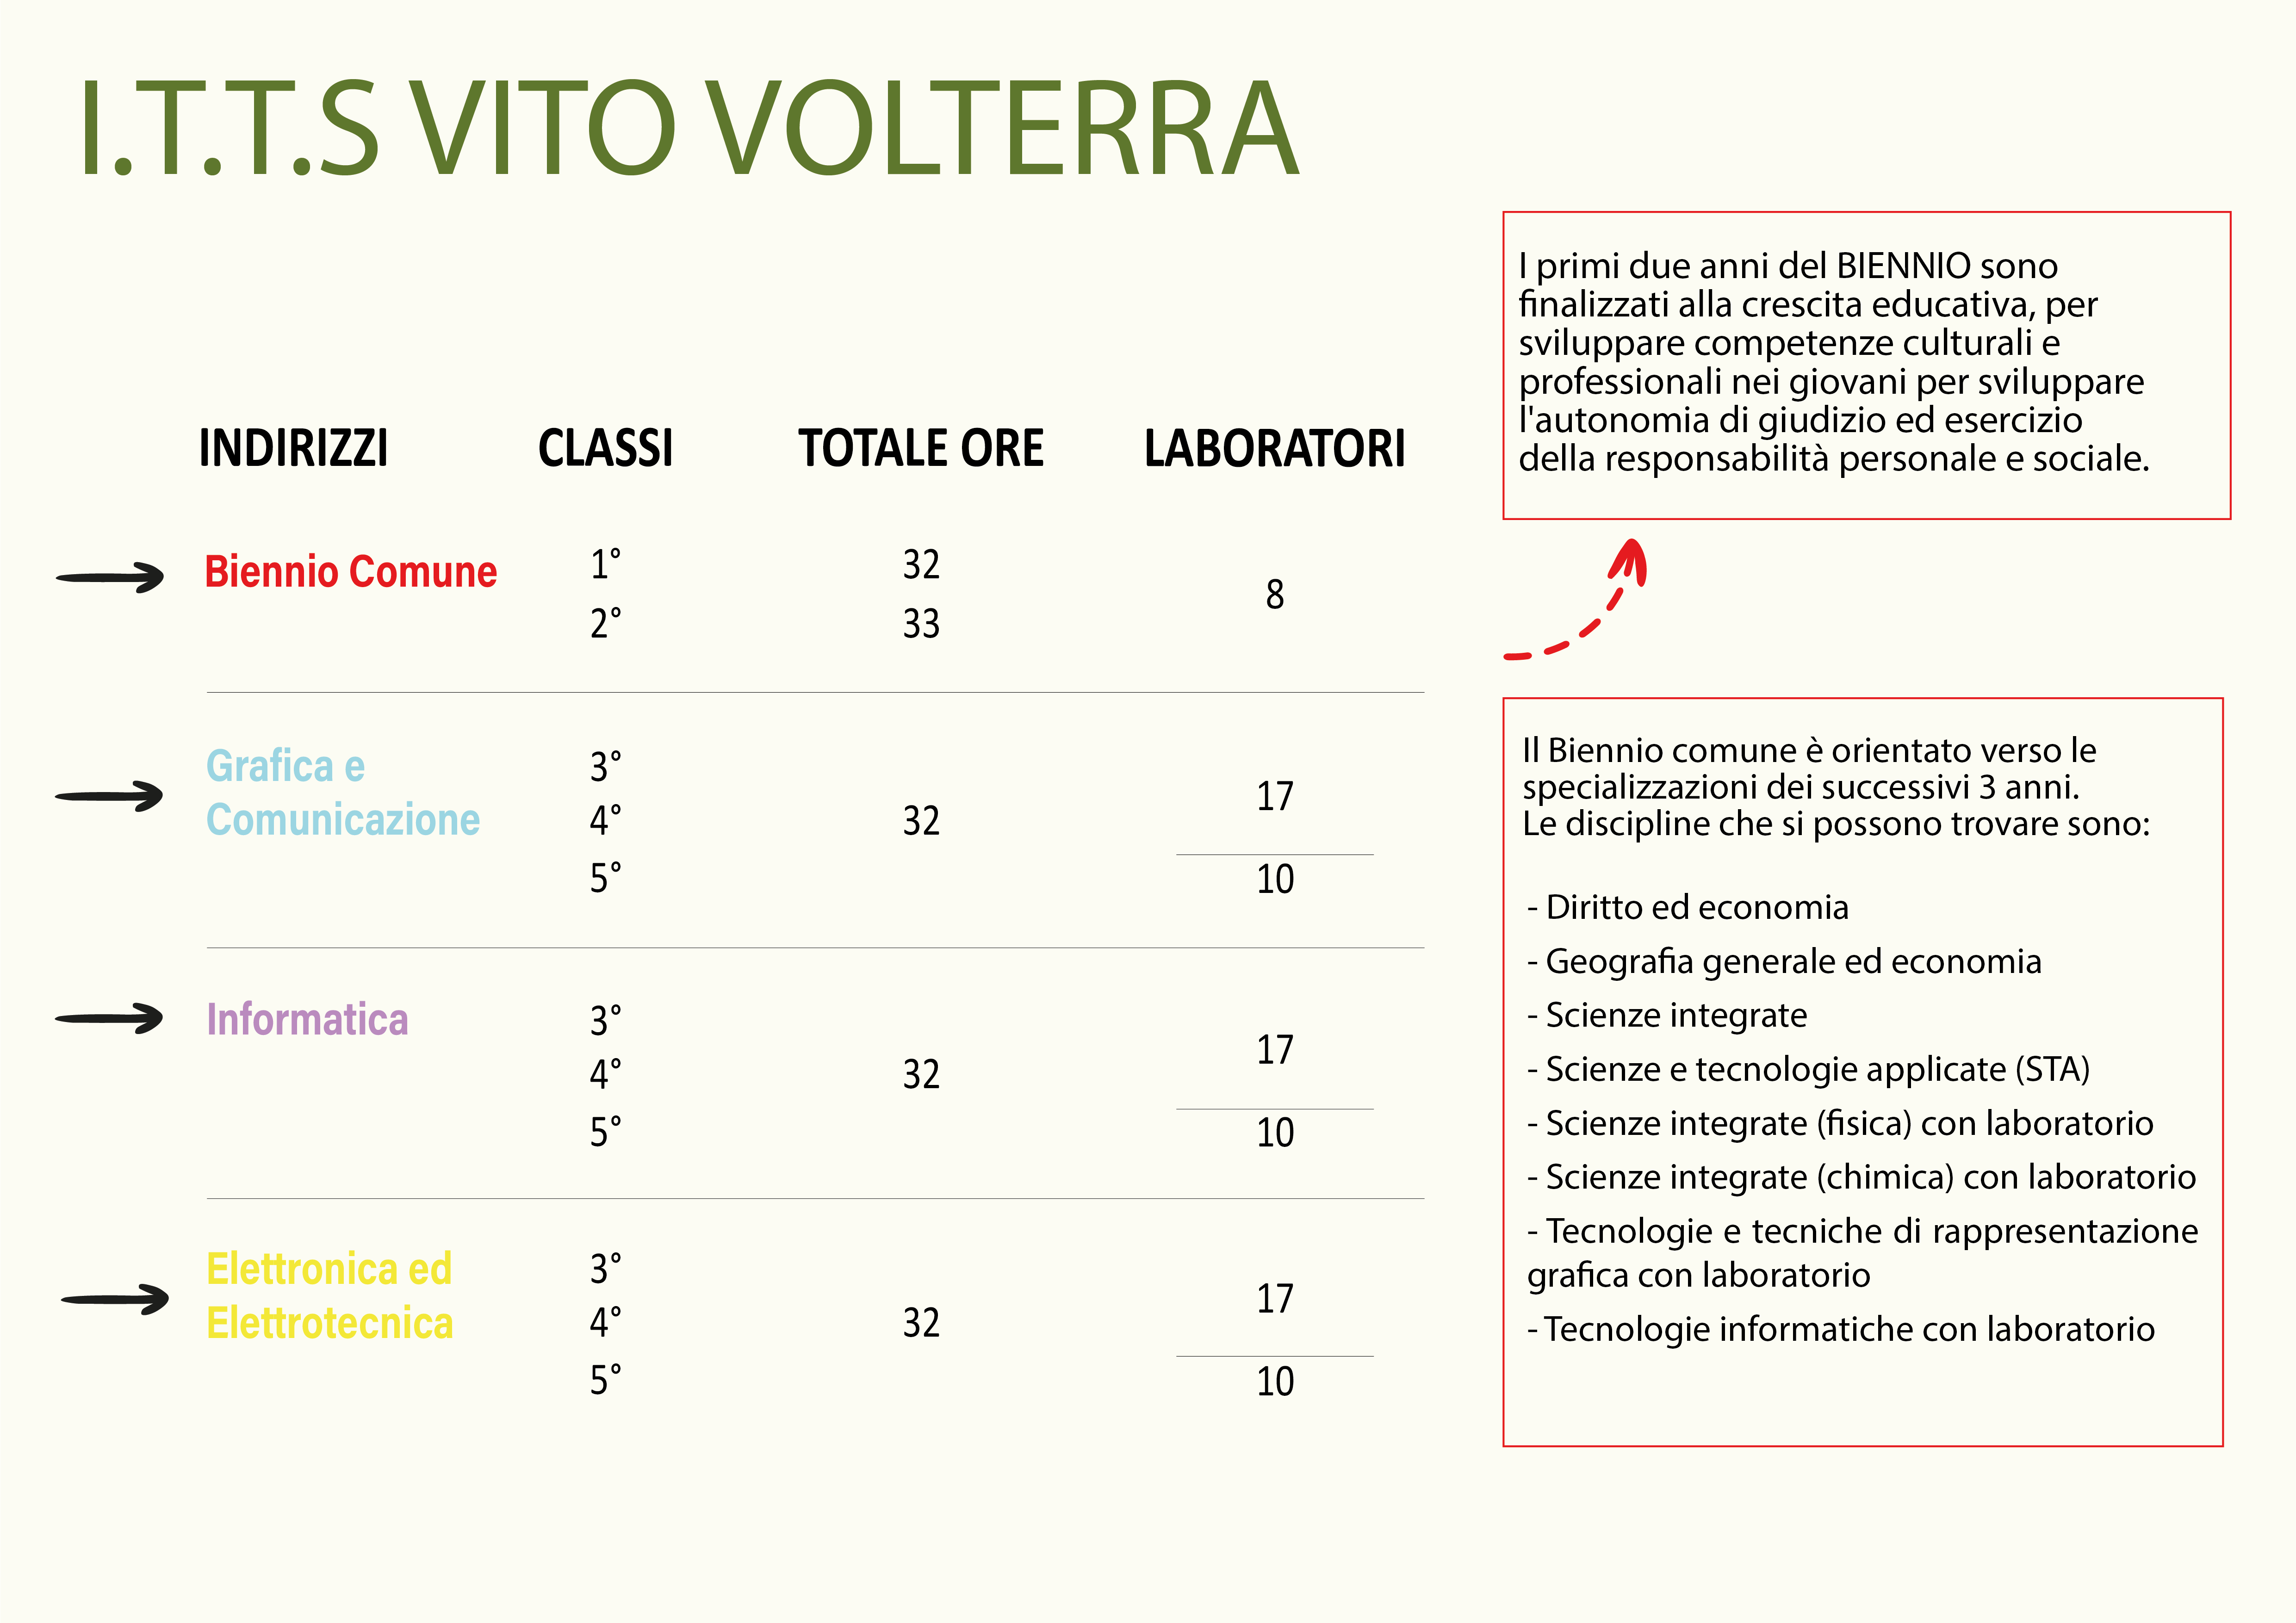 I.T.T.S VITO VOLTERRA
INDIRIZZI CLASSI TOTALE ORE LABORATORI
Biennio Comune 1° 32
8
2° 33
Grafica e 3°
17
Comunicazione 4° 32
5° 10
Informatica 3°
17
4° 32
5° 10
Elettronica ed 3°
17
Elettrotecnica 4° 32
5° 10
I primi due anni del BIENNIO sono
finalizzati alla crescita educativa, per
sviluppare competenze culturali e
professionali nei giovani per sviluppare
l'autonomia di giudizio ed esercizio
della responsabilità personale e sociale.
Il Biennio comune è orientato verso le
specializzazioni dei successivi 3 anni.
Le discipline che si possono trovare sono:
- Diritto ed economia
- Geografia generale ed economia
- Scienze integrate
- Scienze e tecnologie applicate (STA)
- Scienze integrate (fisica) con laboratorio
- Scienze integrate (chimica) con laboratorio
- Tecnologie e tecniche di rappresentazione
grafica con laboratorio
- Tecnologie informatiche con laboratorio